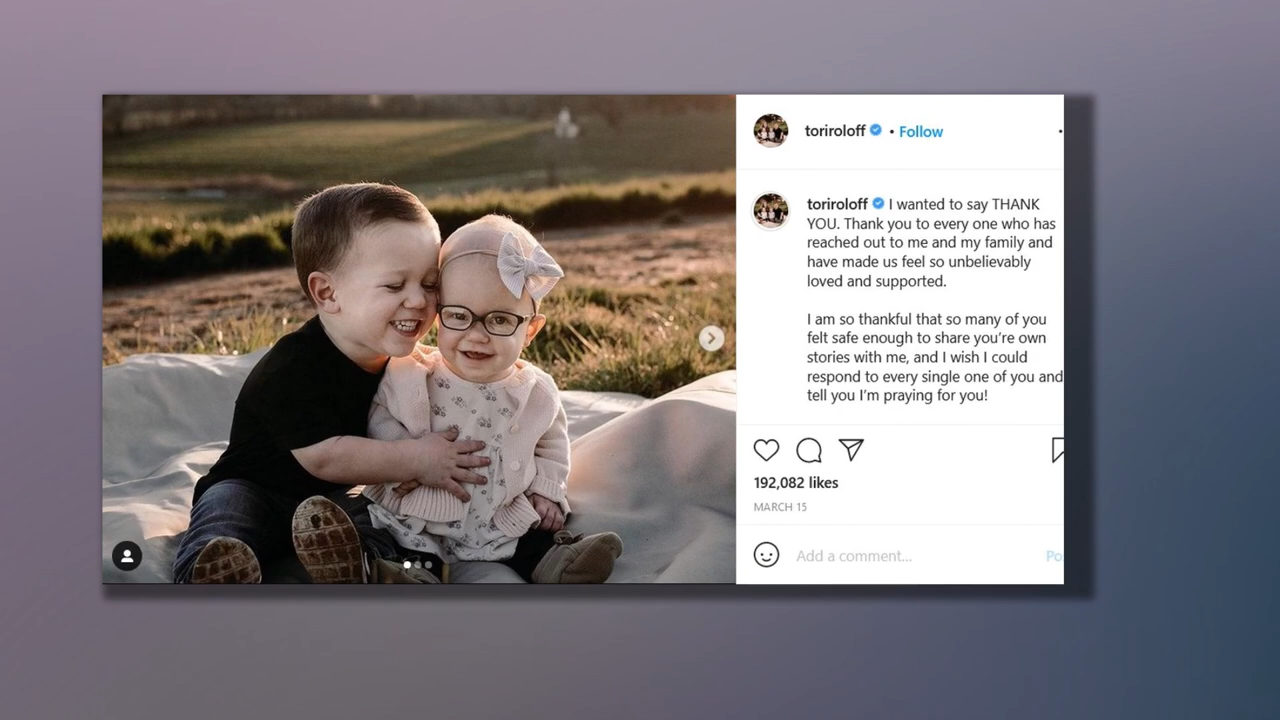 toriroloff • Follow
toriroloff I wanted to say THANK
YOU. Thank you to every one who has
reached out to me and my family and
have made us feel so unbelievably
loved and supported.
I am so thankful that so many of you
felt safe enough to share you're own
stories with me, and I wish I could
respond to every single one of you and
tell you I'm praying for you!
192,082 likes
MARCH 15
Add a comment... Po